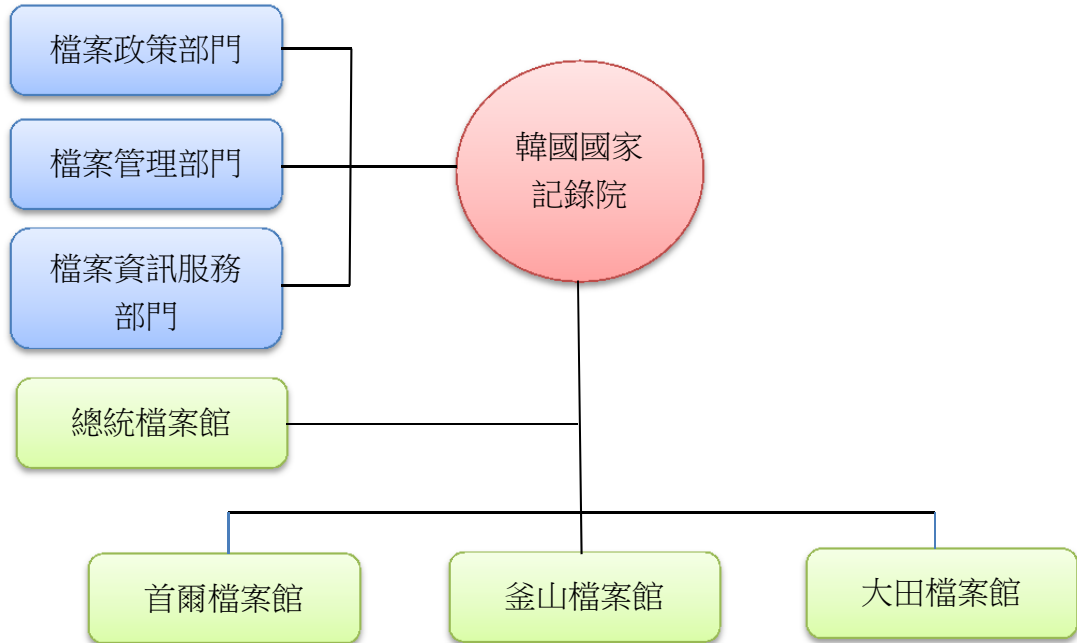 檔案政策部門
檔案管理部門
檔案資訊服務
部門
韓國國家
記錄院
總統檔案館
首爾檔案館
釜山檔案館
大田檔案館